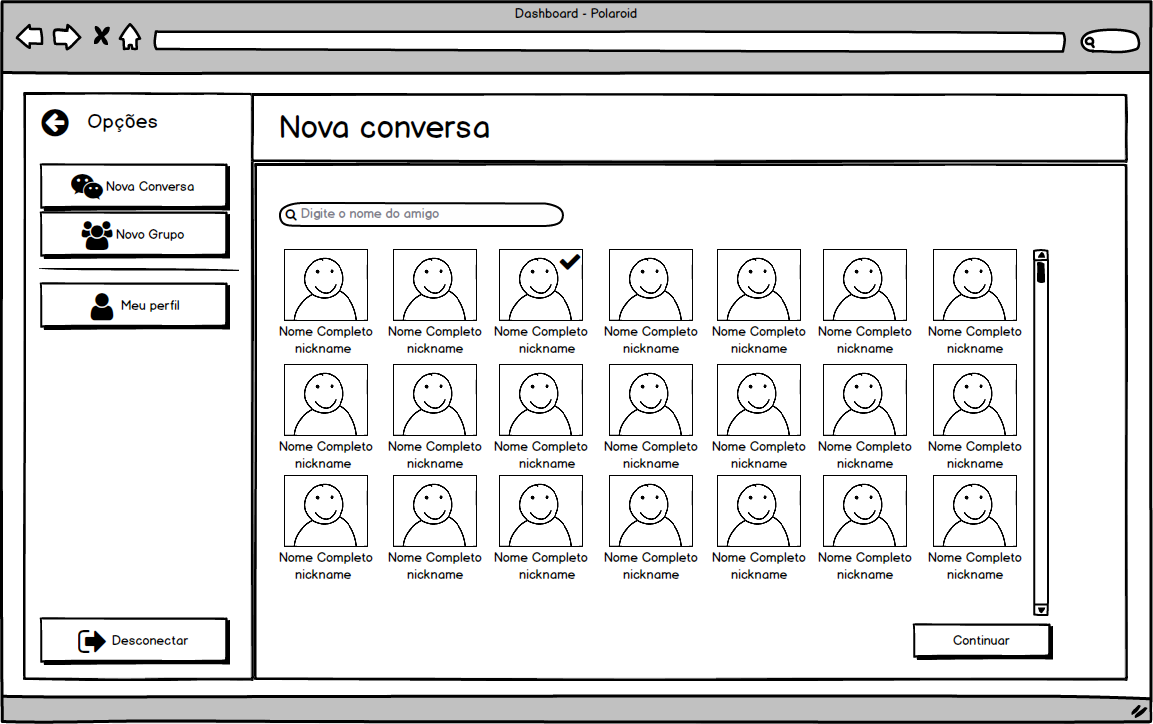 Dashboard - Polaroid
Opções
Nova Conversa
Novo Grupo
Meu perfil
Desconectar
Nova conversa
Digite o nome do amigo
Nome Completo Nome Completo Nome Completo Nome Completo Nome Completo Nome Completo Nome Completo
nickname nickname nickname nickname nickname nickname nickname
Nome Completo Nome Completo Nome Completo Nome Completo Nome Completo Nome Completo Nome Completo
nickname nickname nickname nickname nickname nickname nickname
Nome Completo Nome Completo Nome Completo Nome Completo Nome Completo Nome Completo Nome Completo
nickname nickname nickname nickname nickname nickname nickname
Continuar